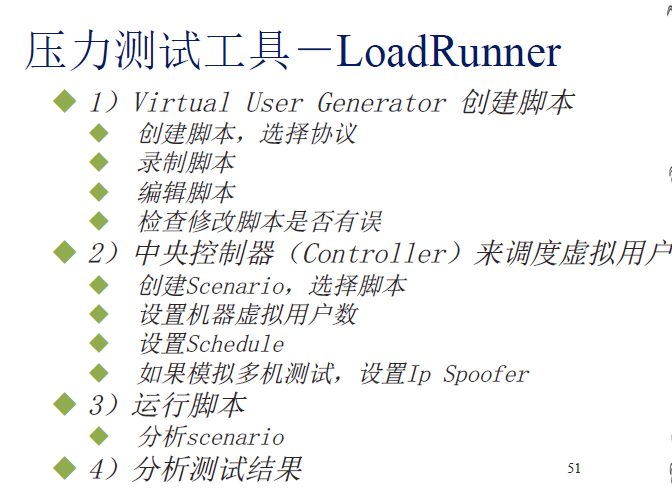 压力测试工具－LoadRunner
1）Virtual User Generator 创建脚本
创建脚本，选择协议
录制脚本
编辑脚本
检查修改脚本是否有误
2）中央控制器（Controller）来调度虚拟用户
创建Scenario，选择脚本
设置机器虚拟用户数
设置Schedule
如果模拟多机测试，设置Ip Spoofer
3）运行脚本
分析scenario
4）分析测试结果
51